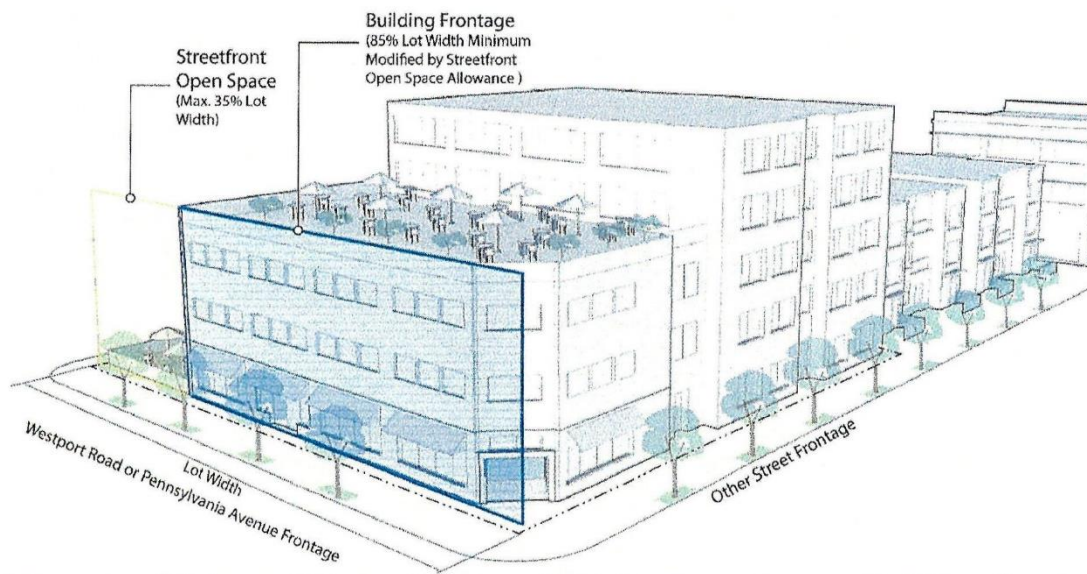 Building Frontage
(85% Lot Width Minimum
Modified by Streetfront
Open Space Allowance )
Streetfront
Open Space
(Max. 35% Lot
Width)
Lot Width
Westport Road or Pennsylvania Avenue Frontage
Other Street Frontage